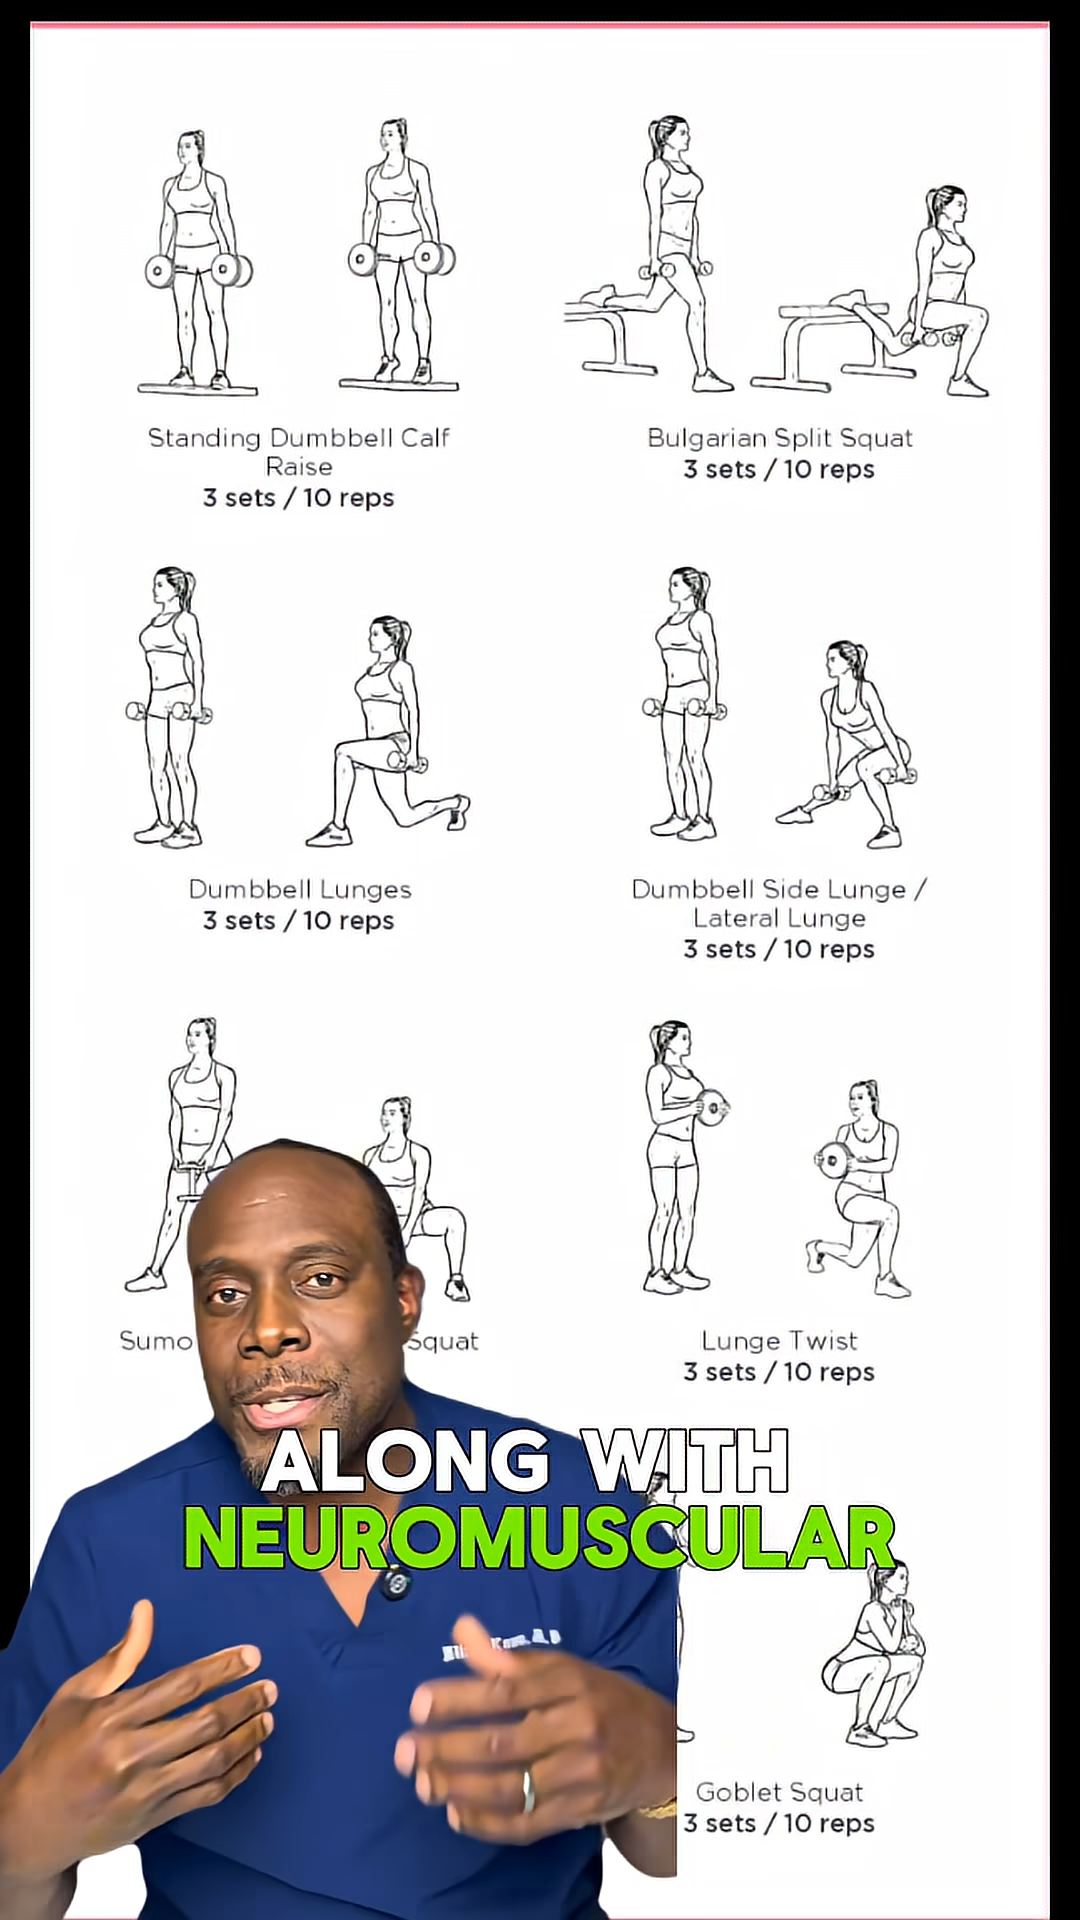 Standing Dumbbell Calf
Raise
3 sets / 10 reps
Bulgarian Split Squat
3 sets / 10 reps
Dumbbell Lunges
3 sets / 10 reps
Dumbbell Side Lunge /
Lateral Lunge
3 sets / 10 reps
Sumo
Squat
Lunge Twist
3 sets / 10 reps
ALONG WITH
NEUROMUSCULAR
Goblet Squat
3 sets / 10 reps